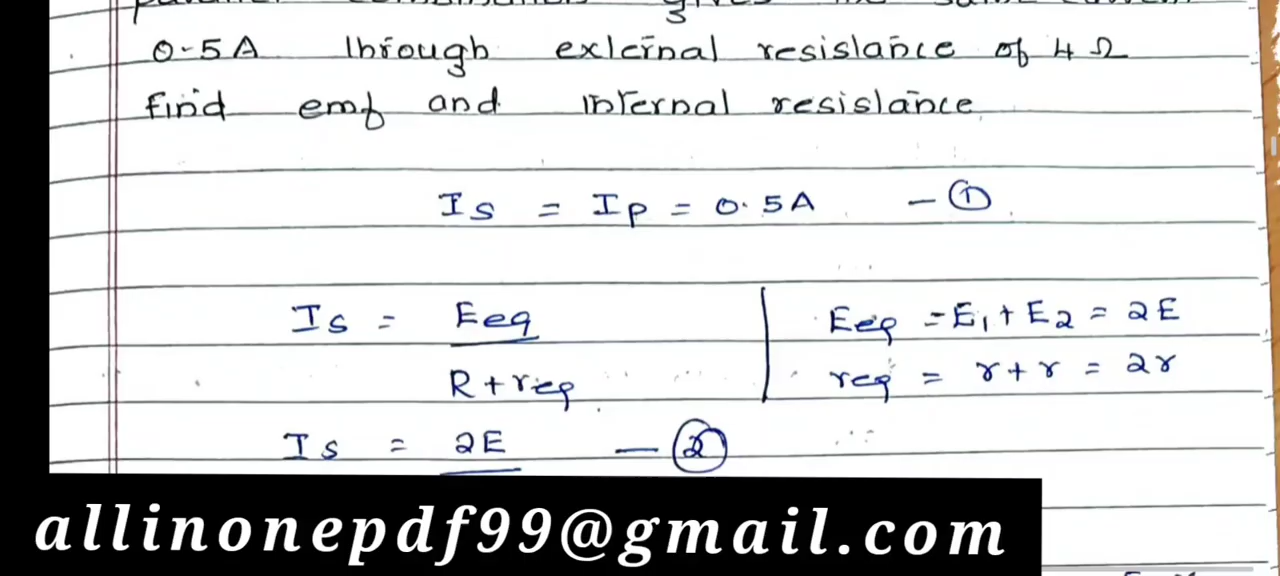 0.5A through external resistance of 4 Ω
find emf and internal resistance
Is = Ip = 0.5A – ①
Is = Eeq | Eeq = E1 + E2 = 2E
R + req | req = r + r = 2r
Is = 2E — ②
allinonepdf99@gmail.com